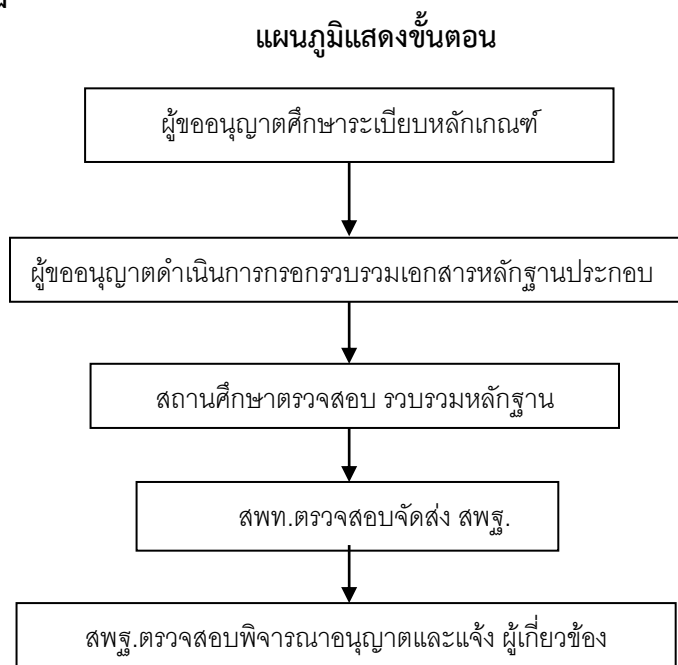 แผนภูมิแสดงขั้นตอน
ผู้ขออนุญาตศึกษาระเบียบหลักเกณฑ์
ผู้ขออนุญาตดำเนินการกรอกรวบรวมเอกสารหลักฐานประกอบ
สถานศึกษาตรวจสอบ รวบรวมหลักฐาน
สพท.ตรวจสอบจัดส่ง สพฐ.
สพฐ.ตรวจสอบพิจารณาอนุญาตและแจ้ง ผู้เกี่ยวข้อง